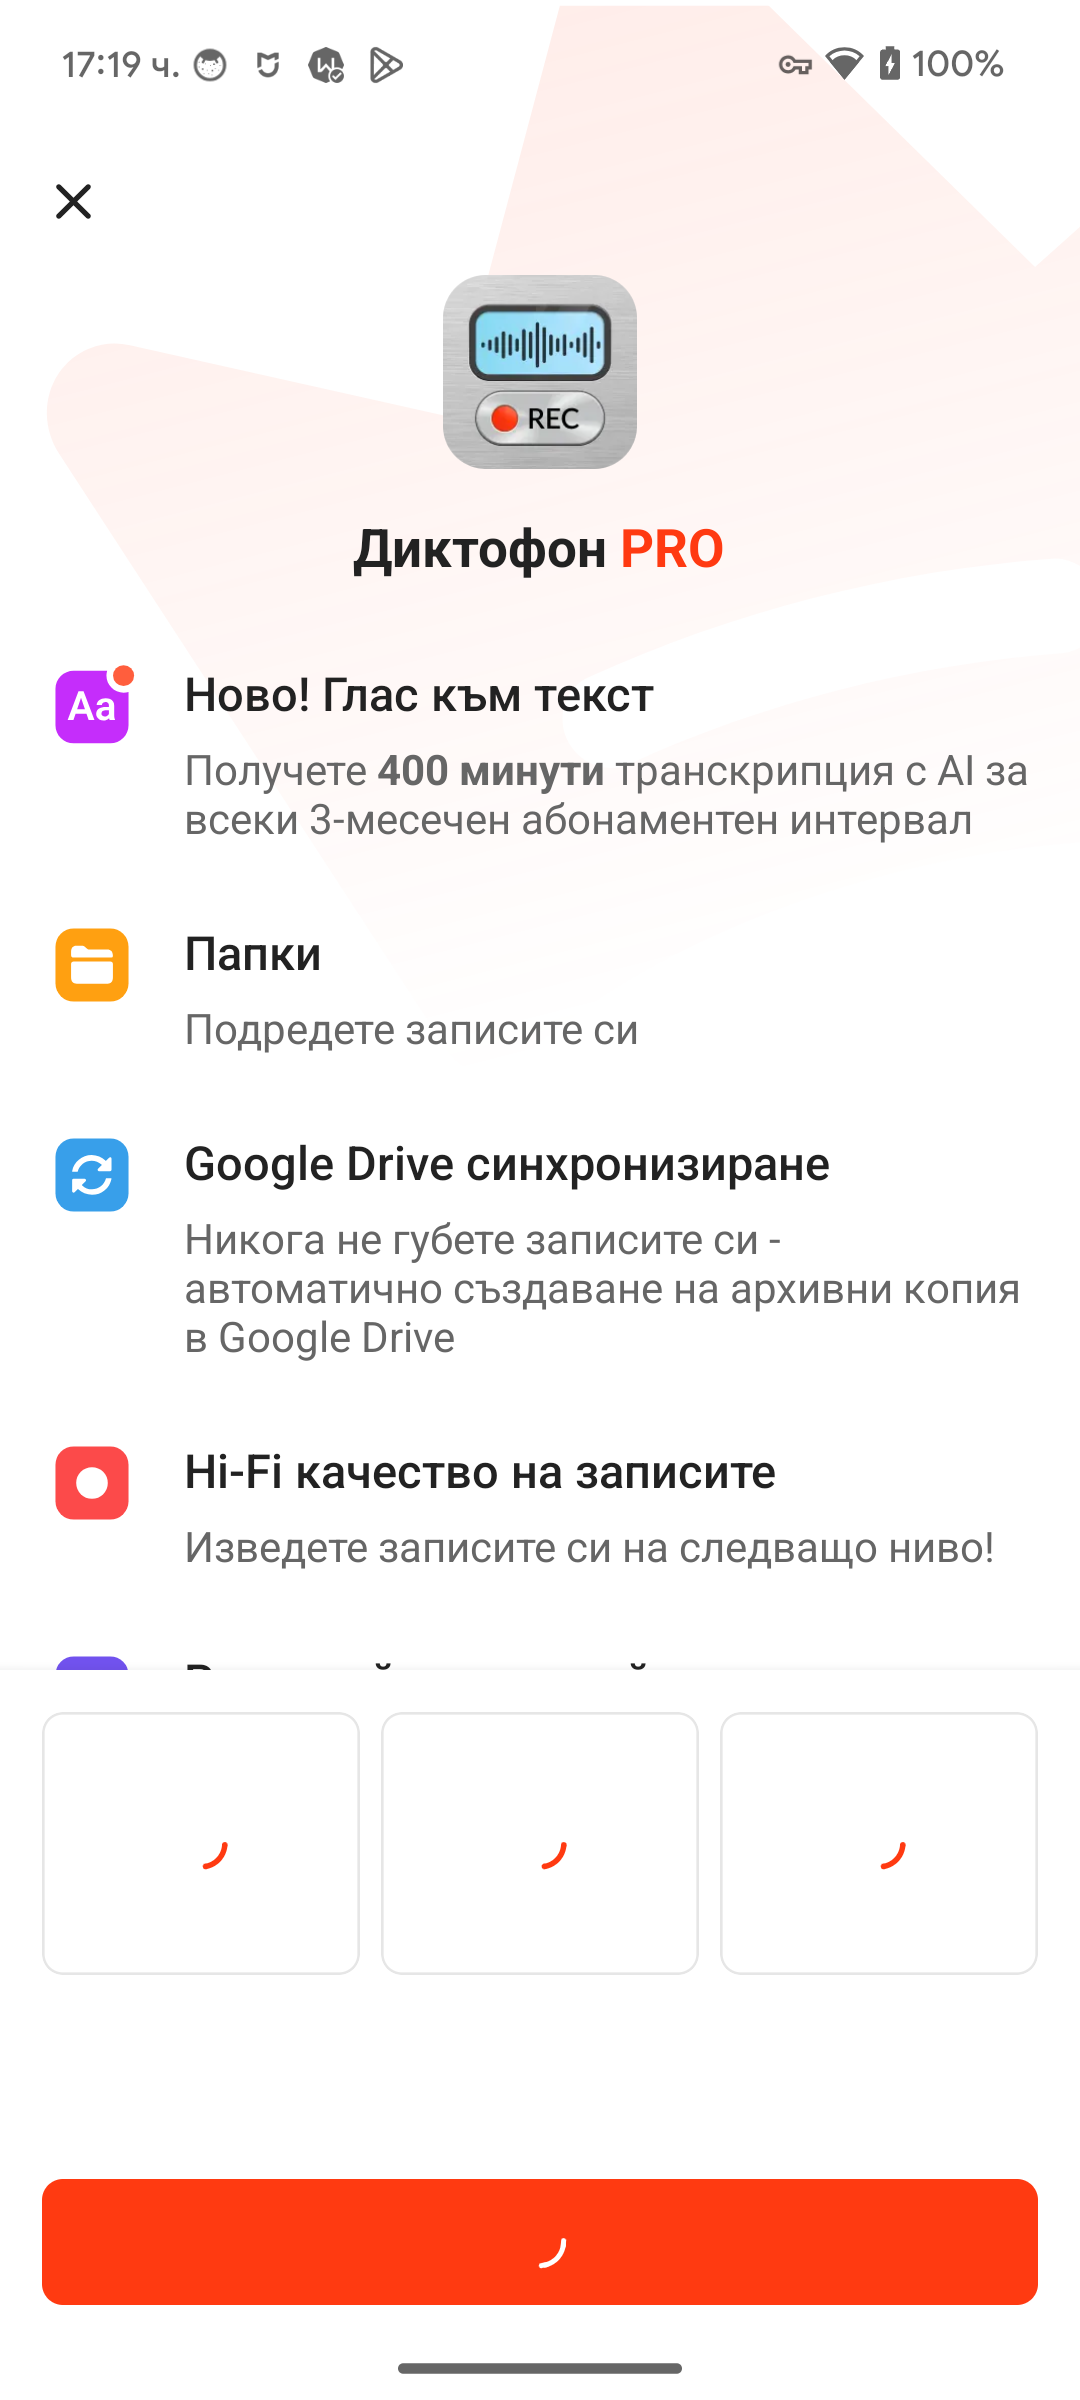 17:19 ч.
100%
REC
Диктофон PRO
Aa
Ново! Глас към текст
Получете 400 минути транскрипция с AI за
всеки 3-месечен абонаментен интервал
Папки
Подредете записите си
Google Drive синхронизиране
Никога не губете записите си -
автоматично създаване на архивни копия
в Google Drive
Hi-Fi качество на записите
Изведете записите си на следващо ниво!